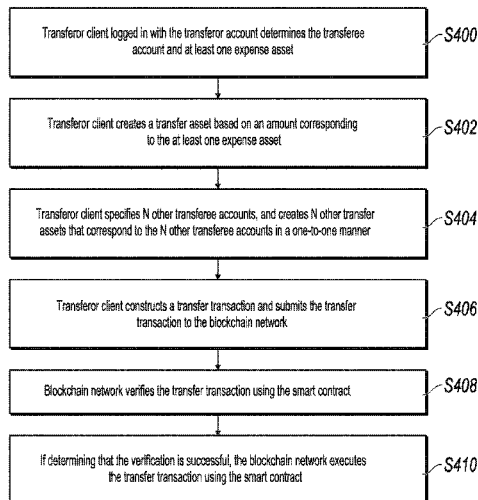 Transferor client logged in with the transferor account determines the transferee
account and at least one expense asset
S400
Transferor client creates a transfer asset based on an amount corresponding
to the at least one expense asset
S402
Transferor client specifies N other transferee accounts, and creates N other transfer
assets that correspond to the N other transferee accounts in a one-to-one manner
S404
Transferor client constructs a transfer transaction and submits the transfer
transaction to the blockchain network
S406
Blockchain network verifies the transfer transaction using the smart contract
S408
If determining that the verification is successful, the blockchain network executes
the transfer transaction using the smart contract
S410